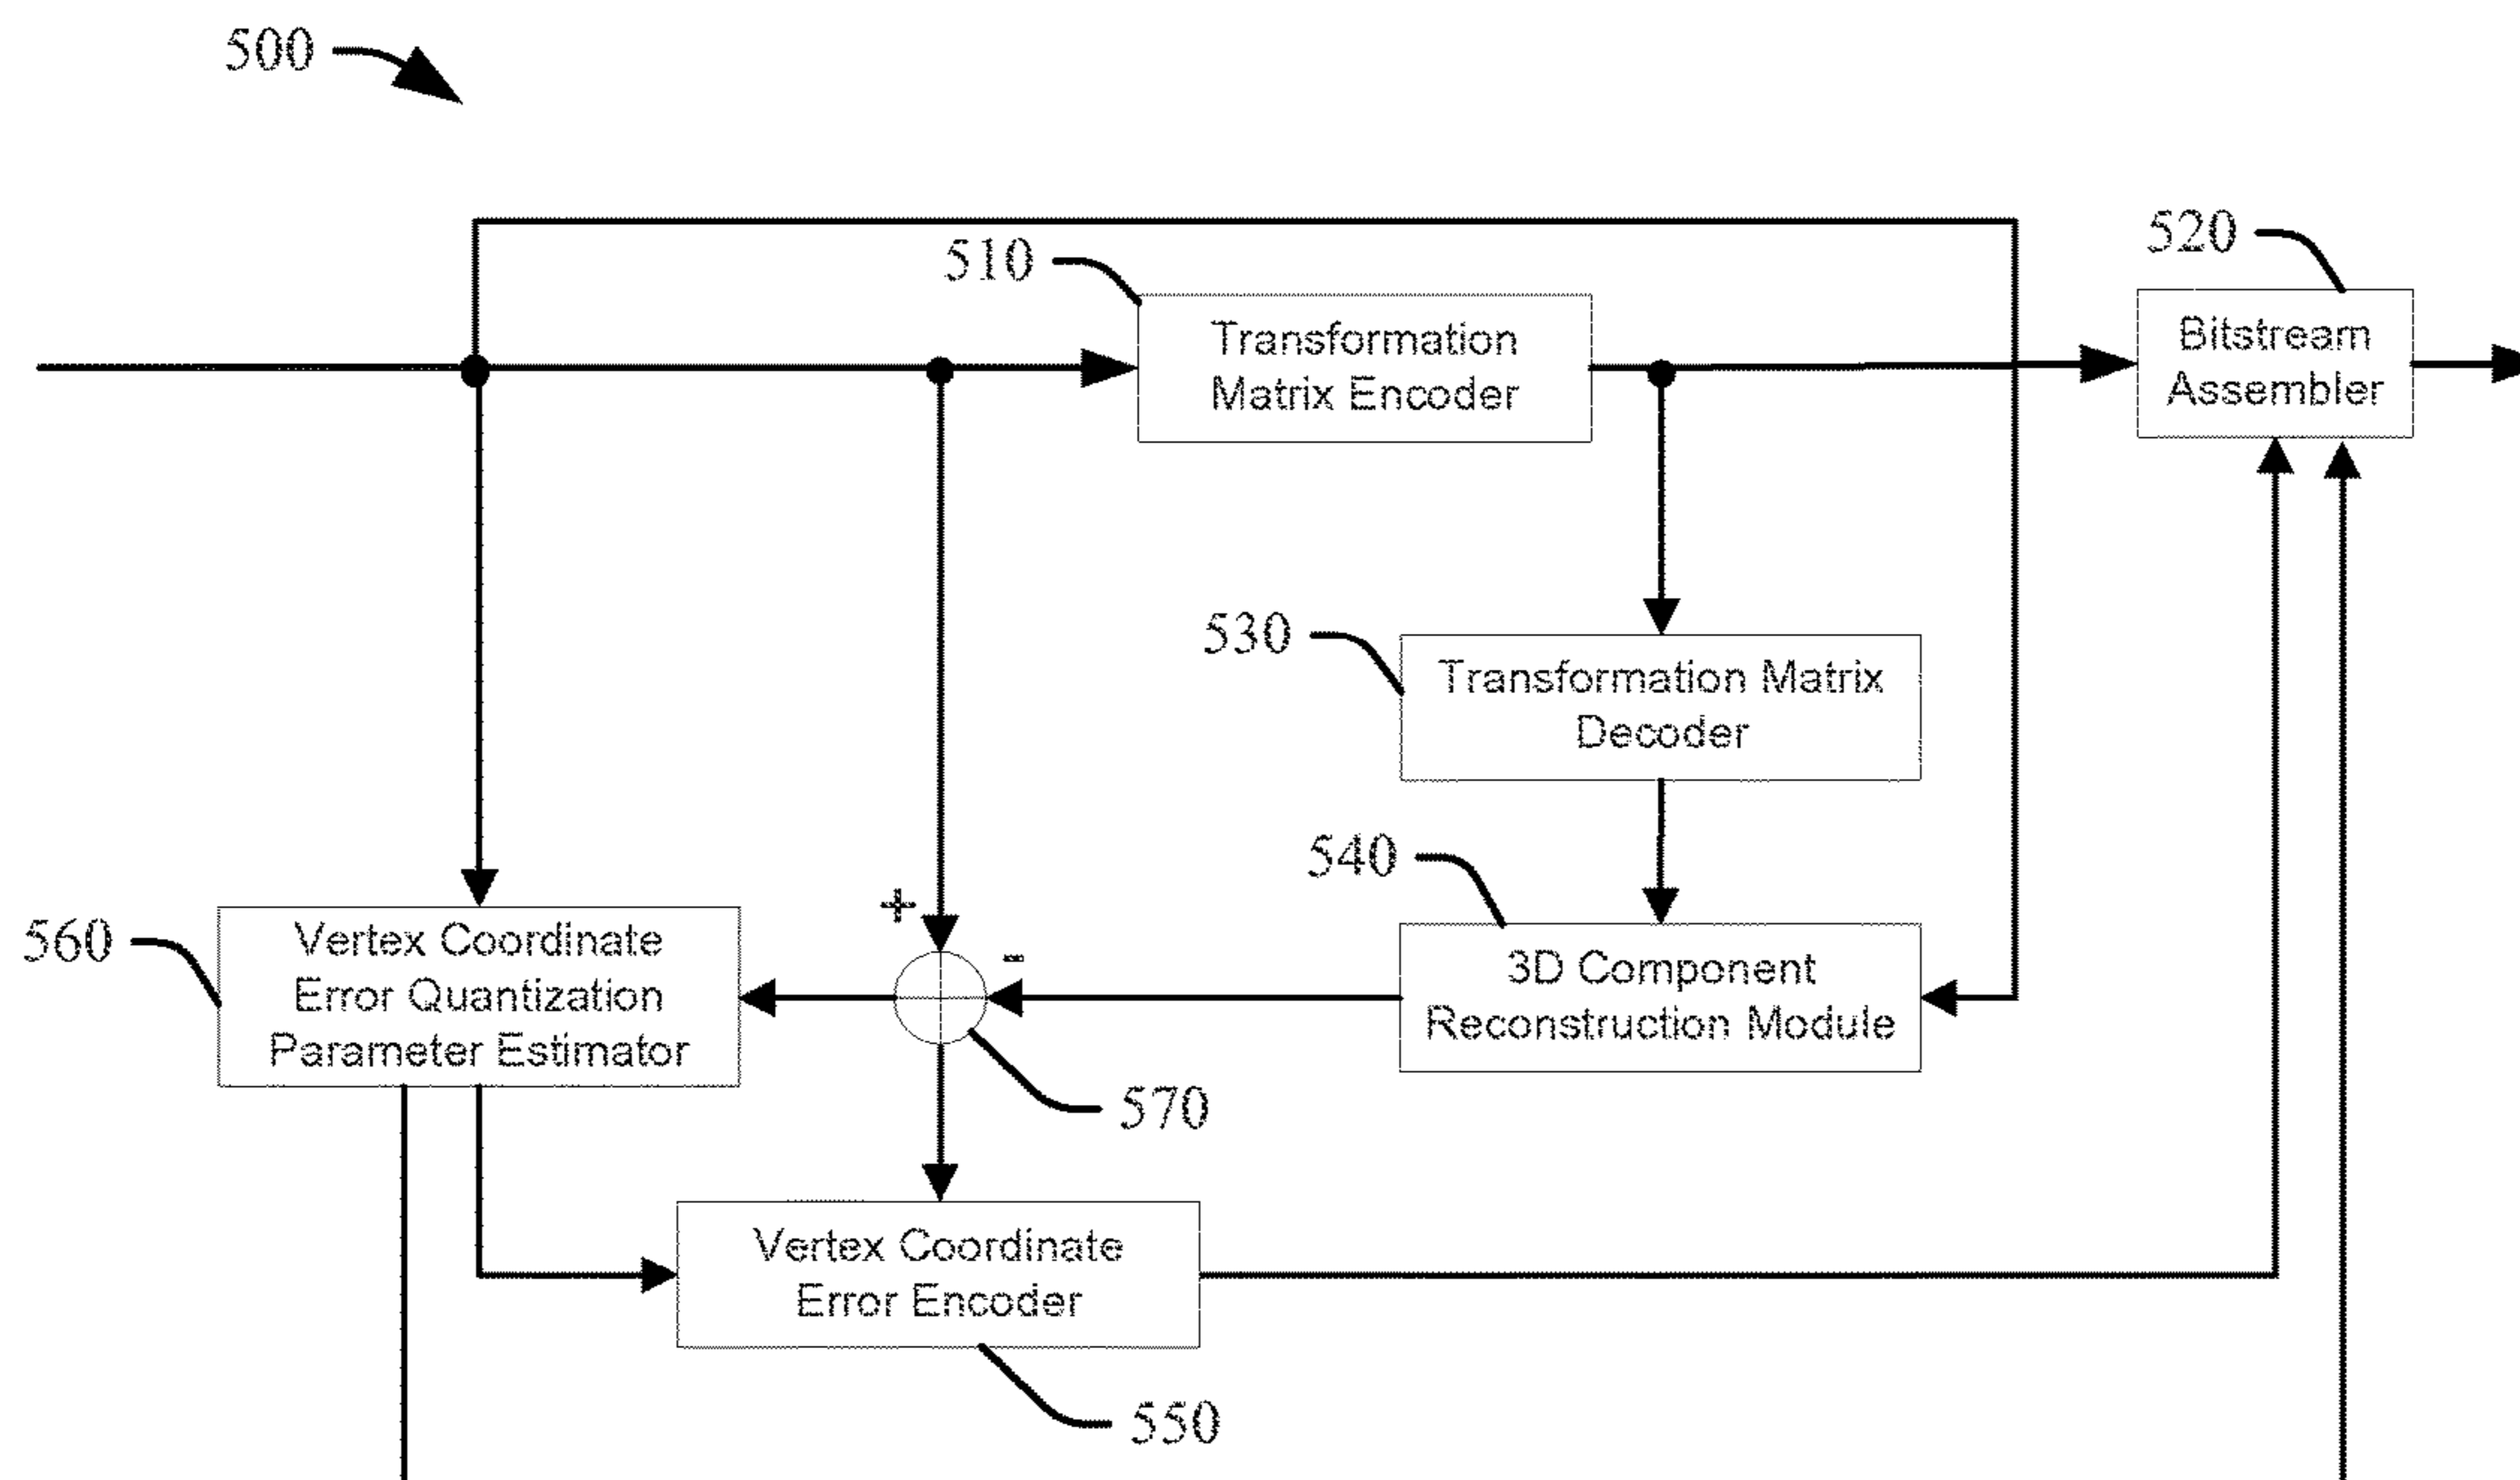 500
510
520
Transformation
Matrix Encoder
Bitstream
Assembler
530
Transformation Matrix
Decoder
540
560
Vertex Coordinate
Error Quantization
Parameter Estimator
+
-
3D Component
Reconstruction Module
570
Vertex Coordinate
Error Encoder
550